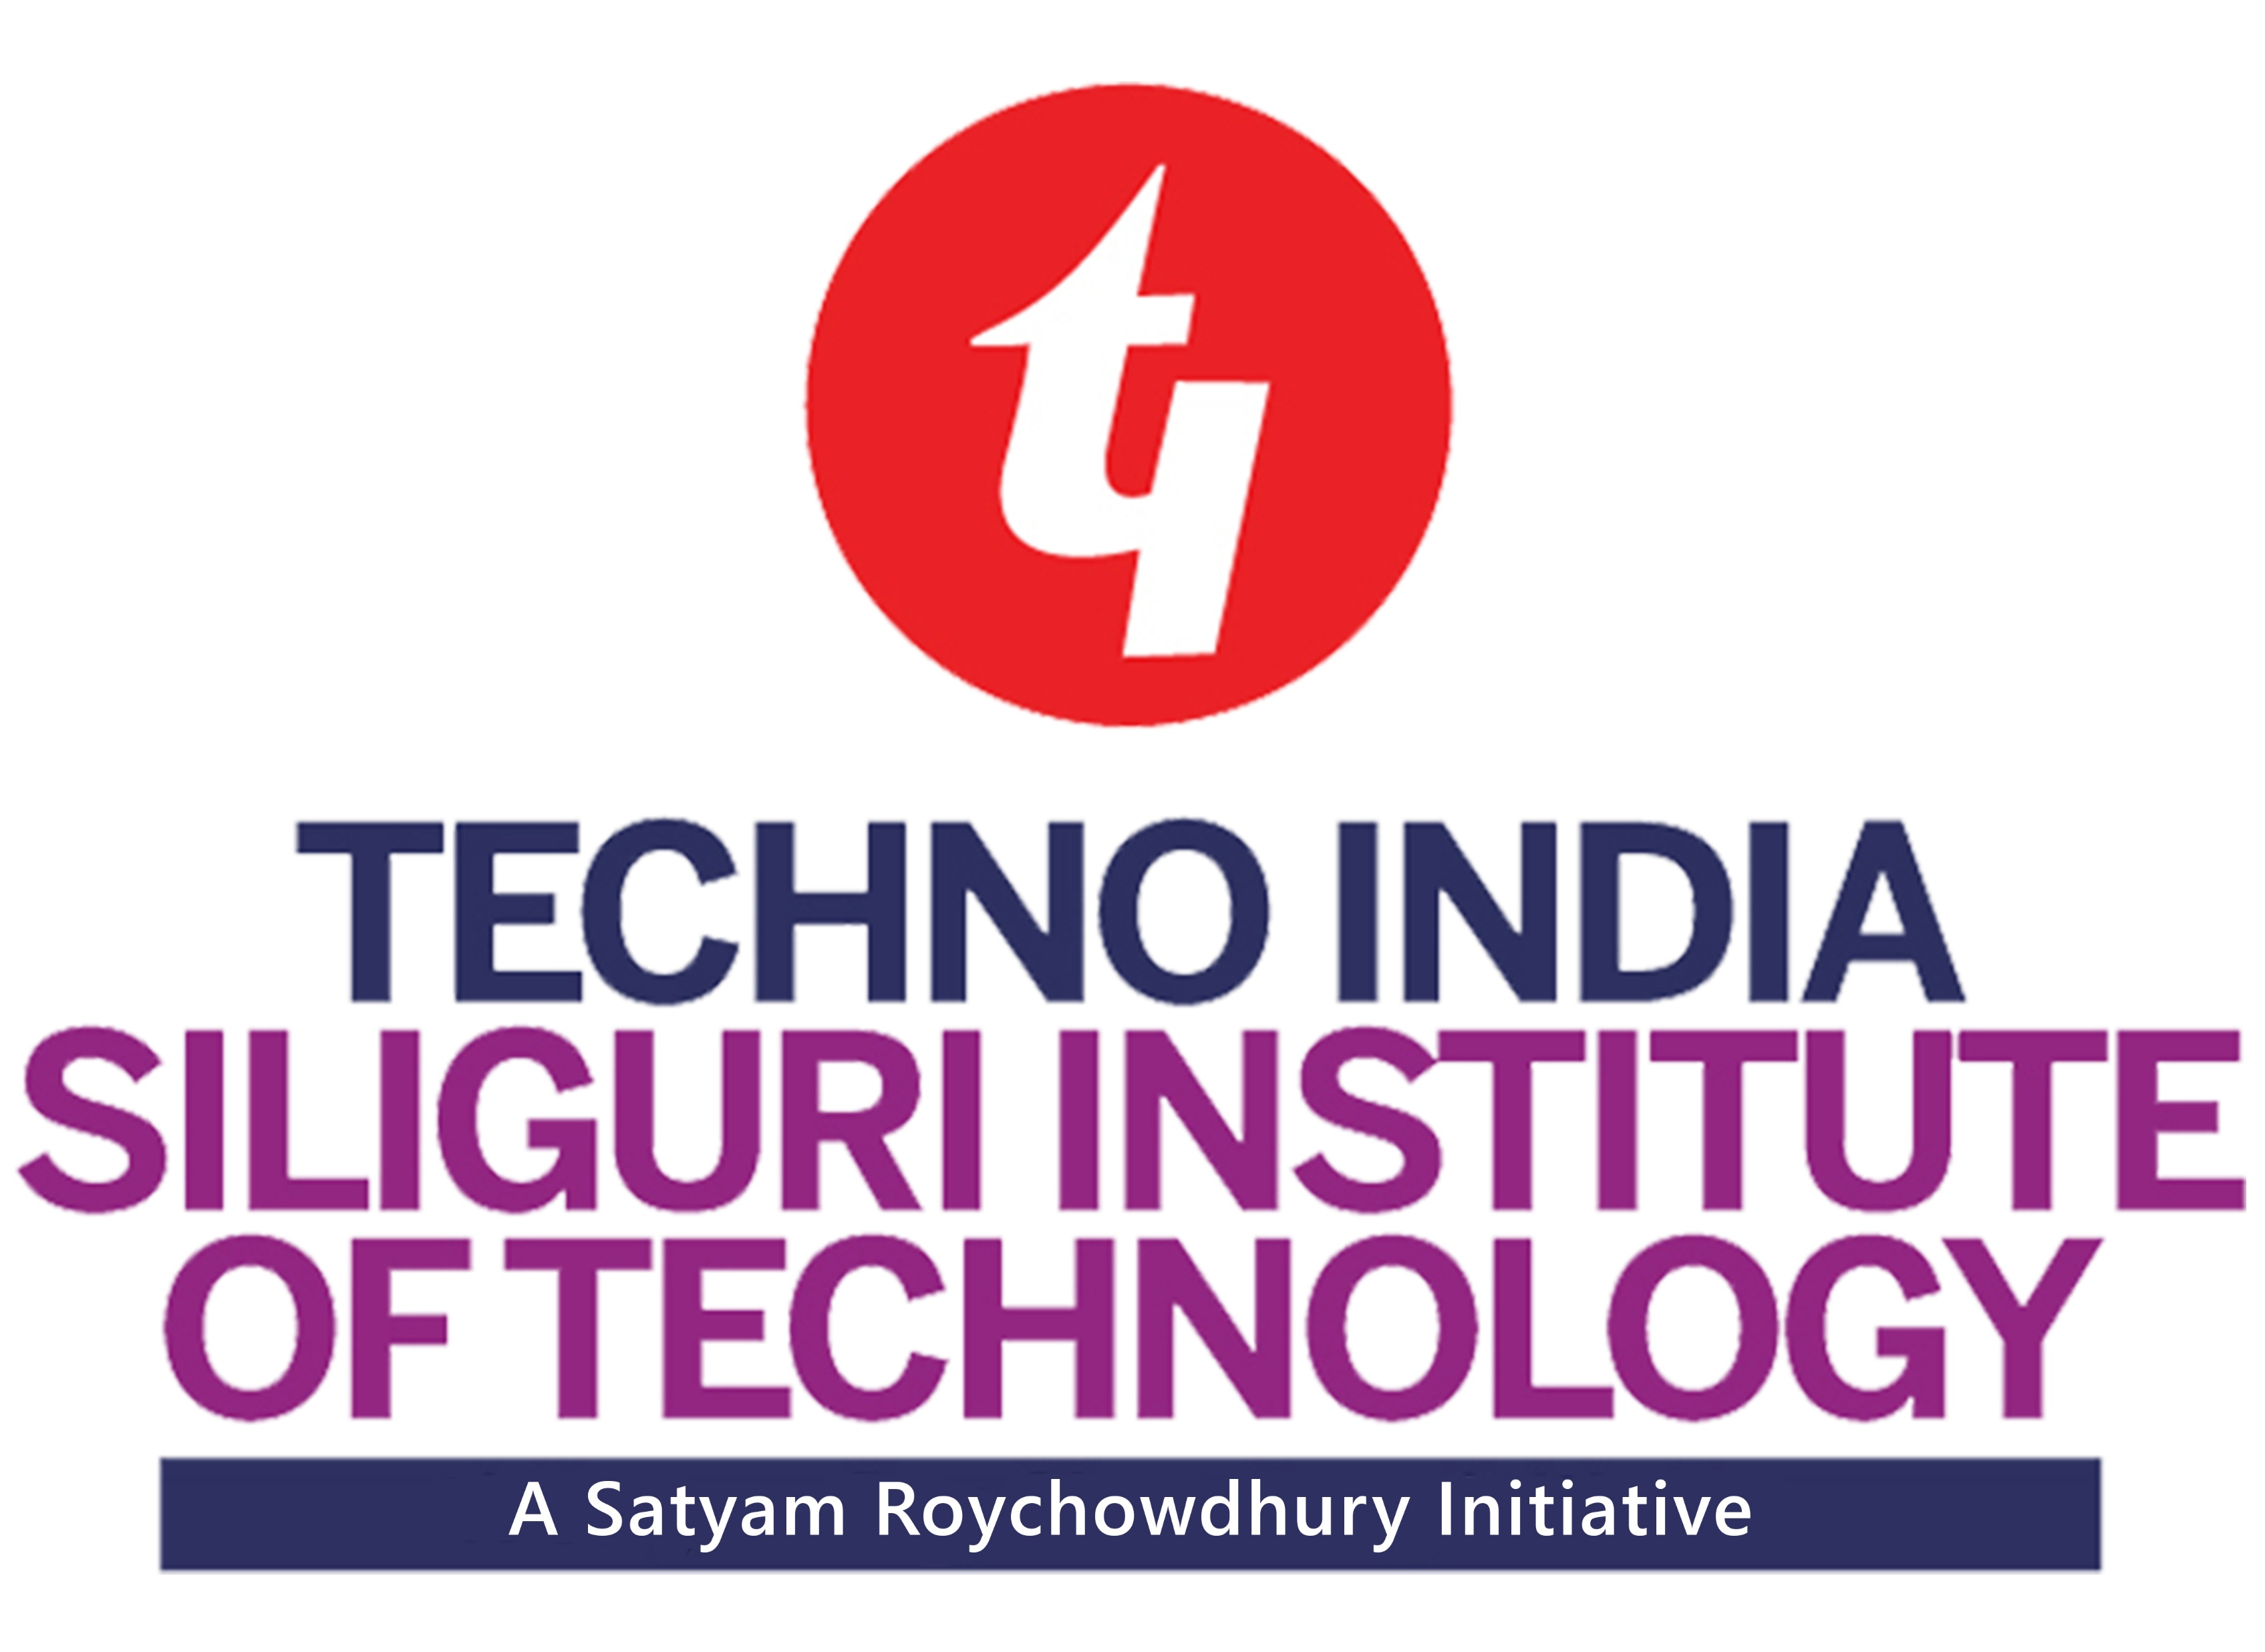 TECHNO INDIA
SILIGURI INSTITUTE
OF TECHNOLOGY
A Satyam Roychowdhury Initiative